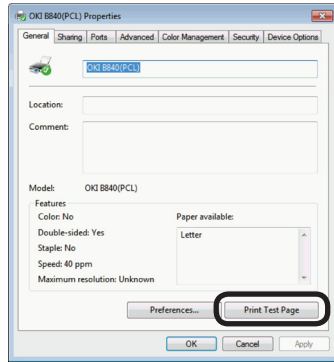 OKI B840(PCL) Properties
General Sharing Ports Advanced Color Management Security Device Options
OKI B840(PCL)
Location:
Comment:
Model: OKI B840(PCL)
Features
Color: No Paper available:
Double-sided: Yes Letter
Staple: No
Speed: 40 ppm
Maximum resolution: Unknown
Preferences... Print Test Page
OK Cancel Apply